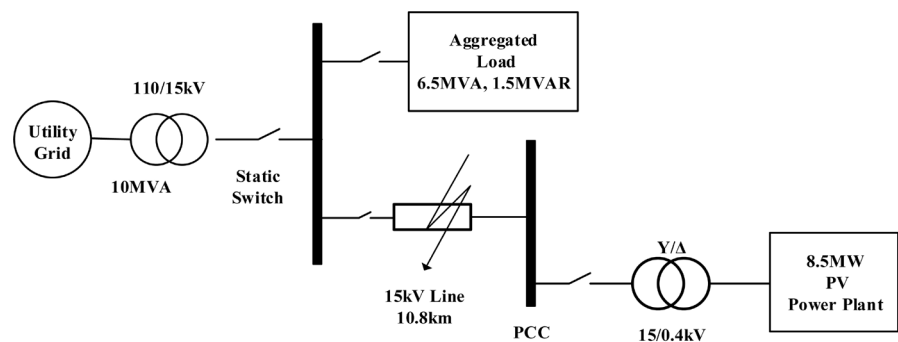 Utility
Grid
110/15kV
10MVA
Static
Switch
Aggregated
Load
6.5MVA, 1.5MVAR
15kV Line
10.8km
PCC
Y/Δ
15/0.4kV
8.5MW
PV
Power Plant